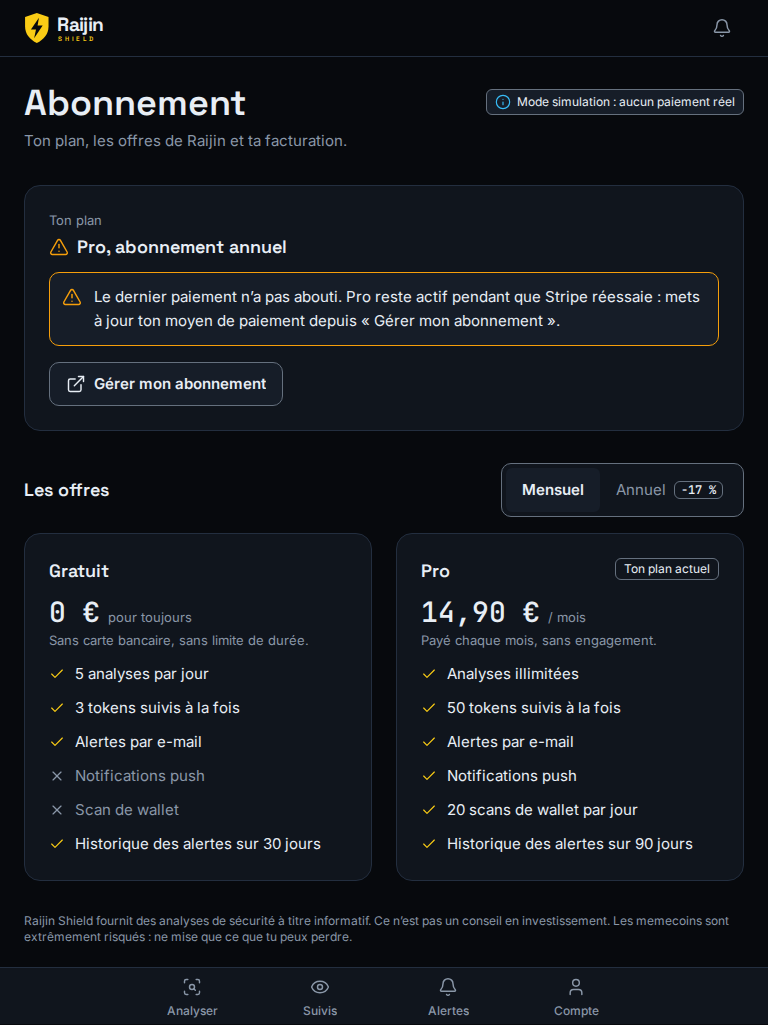 Raijin
SHIELD
Abonnement
Mode simulation : aucun paiement réel
Ton plan, les offres de Raijin et ta facturation.
Ton plan
Pro, abonnement annuel
Le dernier paiement n’a pas abouti. Pro reste actif pendant que Stripe réessaie : mets
à jour ton moyen de paiement depuis « Gérer mon abonnement ».
Gérer mon abonnement
Les offres
Mensuel
Annuel -17 %
Gratuit
0 € pour toujours
Sans carte bancaire, sans limite de durée.
5 analyses par jour
3 tokens suivis à la fois
Alertes par e-mail
Notifications push
Scan de wallet
Historique des alertes sur 30 jours
Pro
Ton plan actuel
14,90 € / mois
Payé chaque mois, sans engagement.
Analyses illimitées
50 tokens suivis à la fois
Alertes par e-mail
Notifications push
20 scans de wallet par jour
Historique des alertes sur 90 jours
Raijin Shield fournit des analyses de sécurité à titre informatif. Ce n’est pas un conseil en investissement. Les memecoins sont
extrêmement risqués : ne mise que ce que tu peux perdre.
Analyser
Suivis
Alertes
Compte